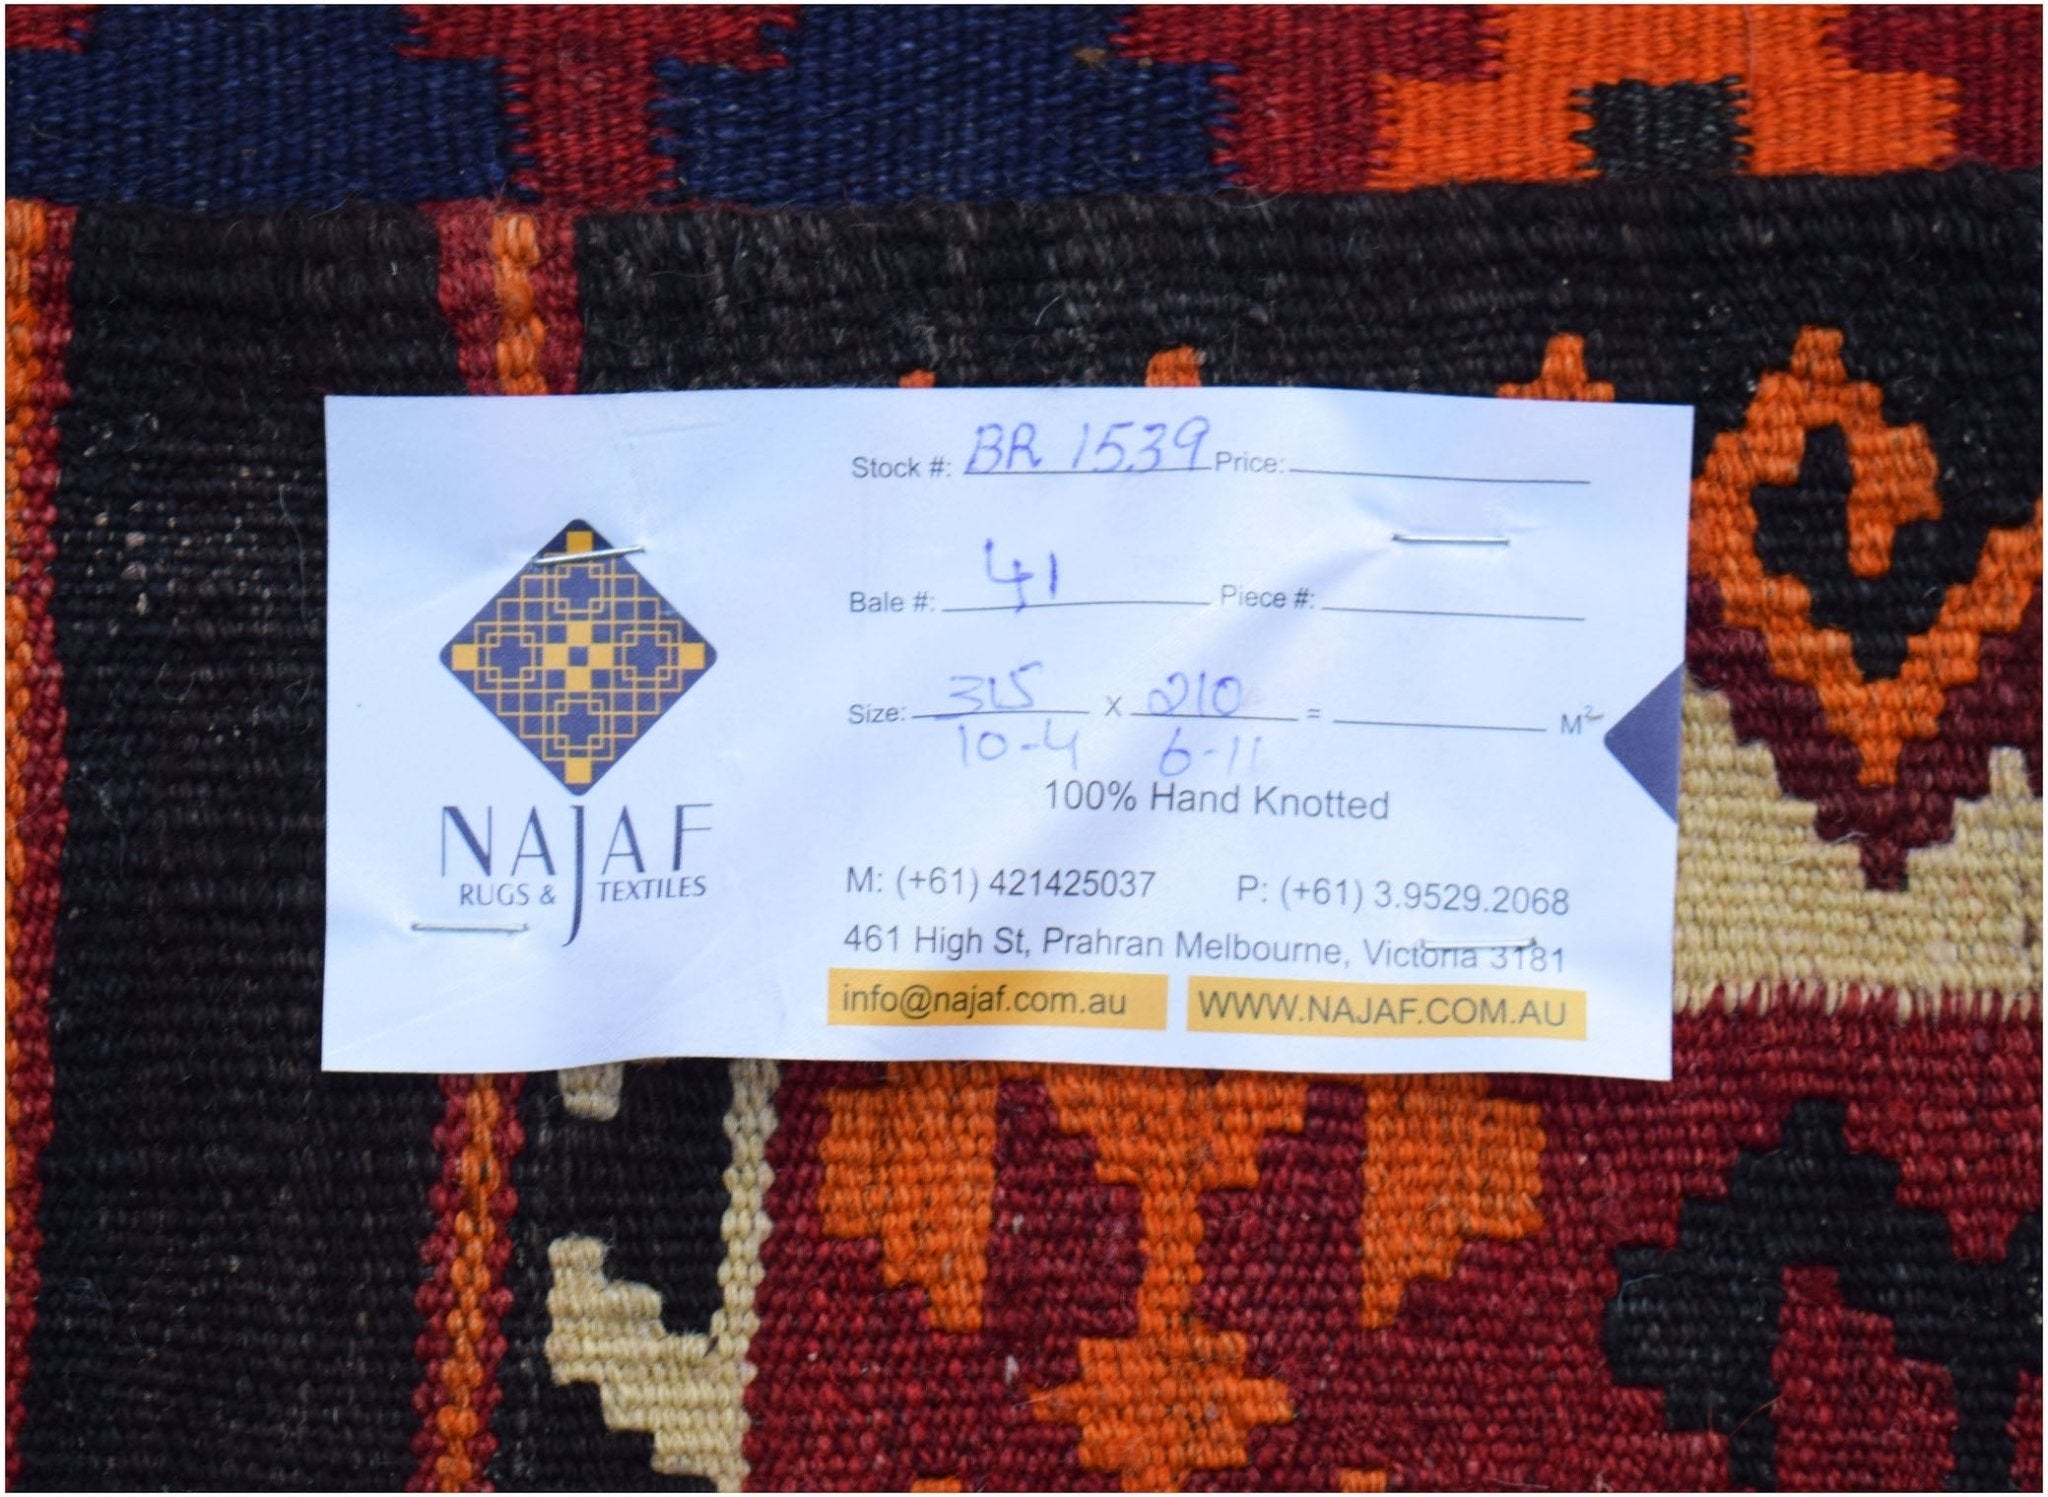 NAJAF
RUGS & TEXTILES
Stock #: BR 1539 Price:
Bale #: 41 Piece #:
Size: 315 X 210 = M²
10-4 6-11
100% Hand Knotted
M: (+61) 421425037 P: (+61) 3.9529.2068
461 High St, Prahran Melbourne, Victoria 3181
info@najaf.com.au WWW.NAJAF.COM.AU